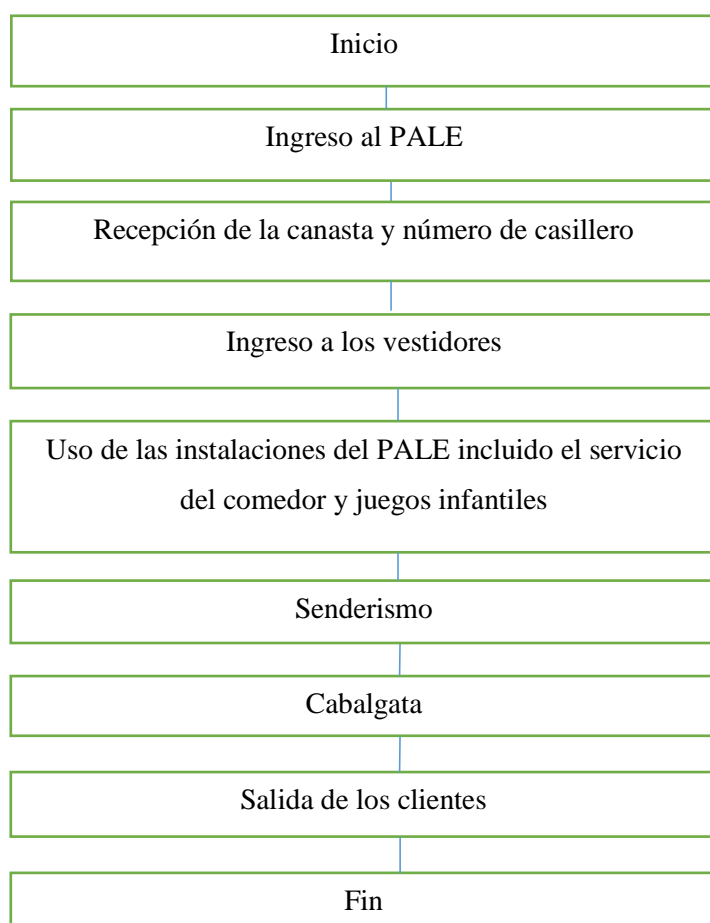 Inicio
Ingreso al PALE
Recepción de la canasta y número de casillero
Ingreso a los vestidores
Uso de las instalaciones del PALE incluido el servicio
del comedor y juegos infantiles
Senderismo
Cabalgata
Salida de los clientes
Fin